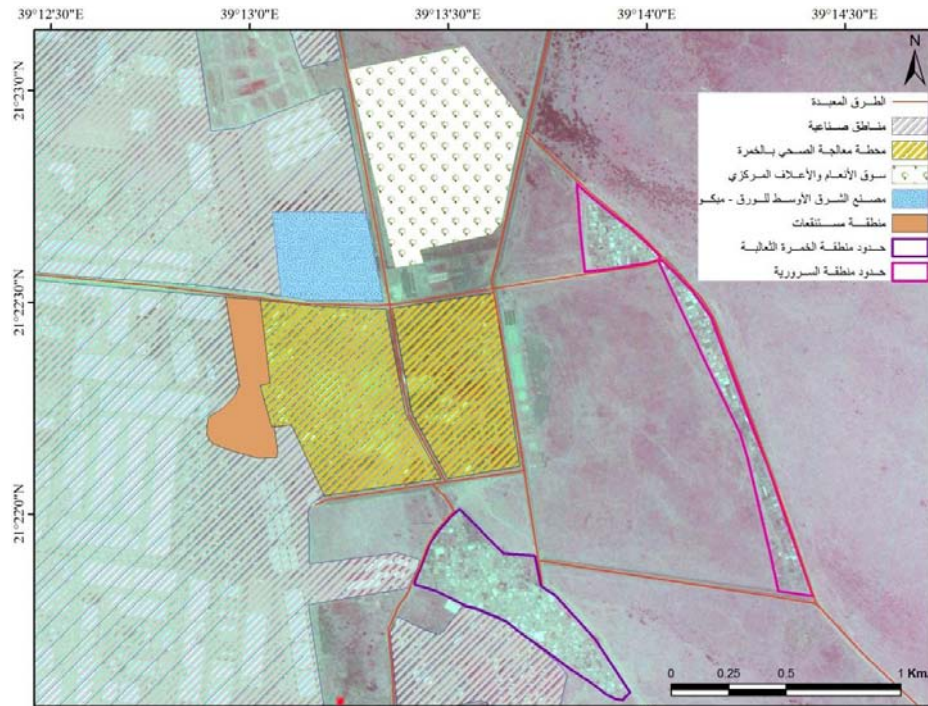 39°12'30"E
39°13'0"E
39°13'30"E
39°14'0"E
39°14'30"E
21°23'0"N
21°22'30"N
21°22'0"N
N
الطرق المعبدة
مناطق صناعية
محطة معالجة الصحي بالخمرة
سوق الأنعام والأعلاف المركزي
مصنع الشرق الأوسط للورق - مبكو
منطقة مستنقعات
حدود منطقة الخمرة الثعالبة
حدود منطقة السرورية
0 0.25 0.5 1 Km